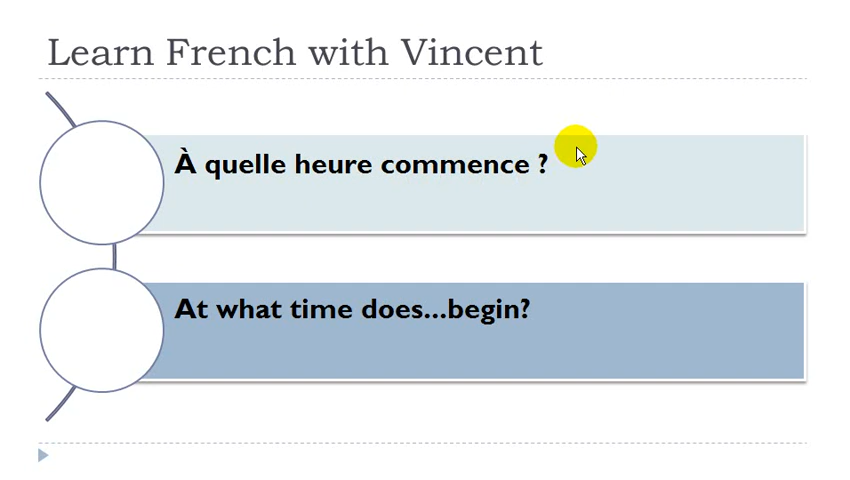 Learn French with Vincent
À quelle heure commence ?
At what time does...begin?